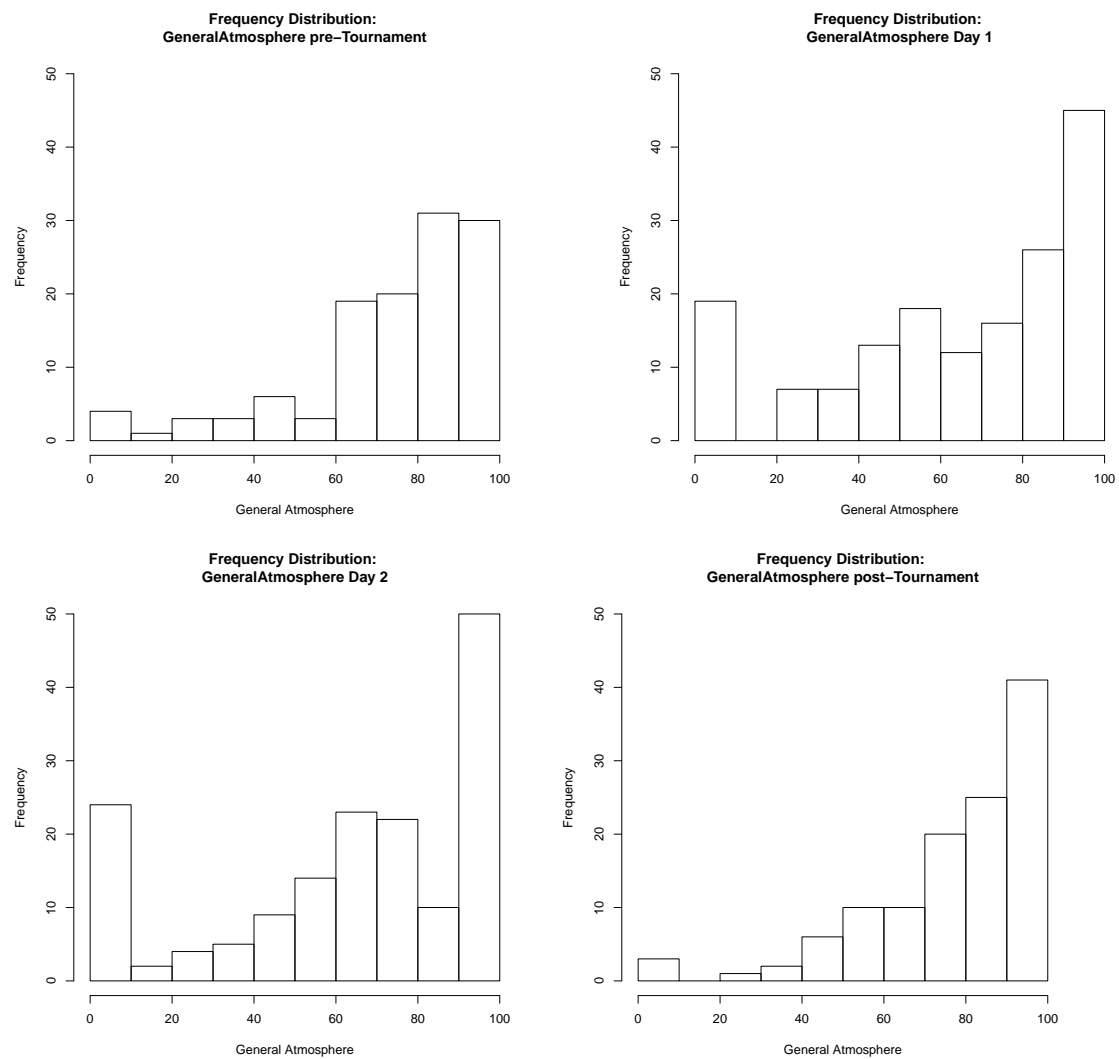 Frequency Distribution:
GeneralAtmosphere pre−Tournament
50
40
30
20
10
0
Frequency
0 20 40 60 80 100
General Atmosphere
Frequency Distribution:
GeneralAtmosphere Day 1
50
40
30
20
10
0
Frequency
0 20 40 60 80 100
General Atmosphere
Frequency Distribution:
GeneralAtmosphere Day 2
50
40
30
20
10
0
Frequency
0 20 40 60 80 100
General Atmosphere
Frequency Distribution:
GeneralAtmosphere post−Tournament
50
40
30
20
10
0
Frequency
0 20 40 60 80 100
General Atmosphere